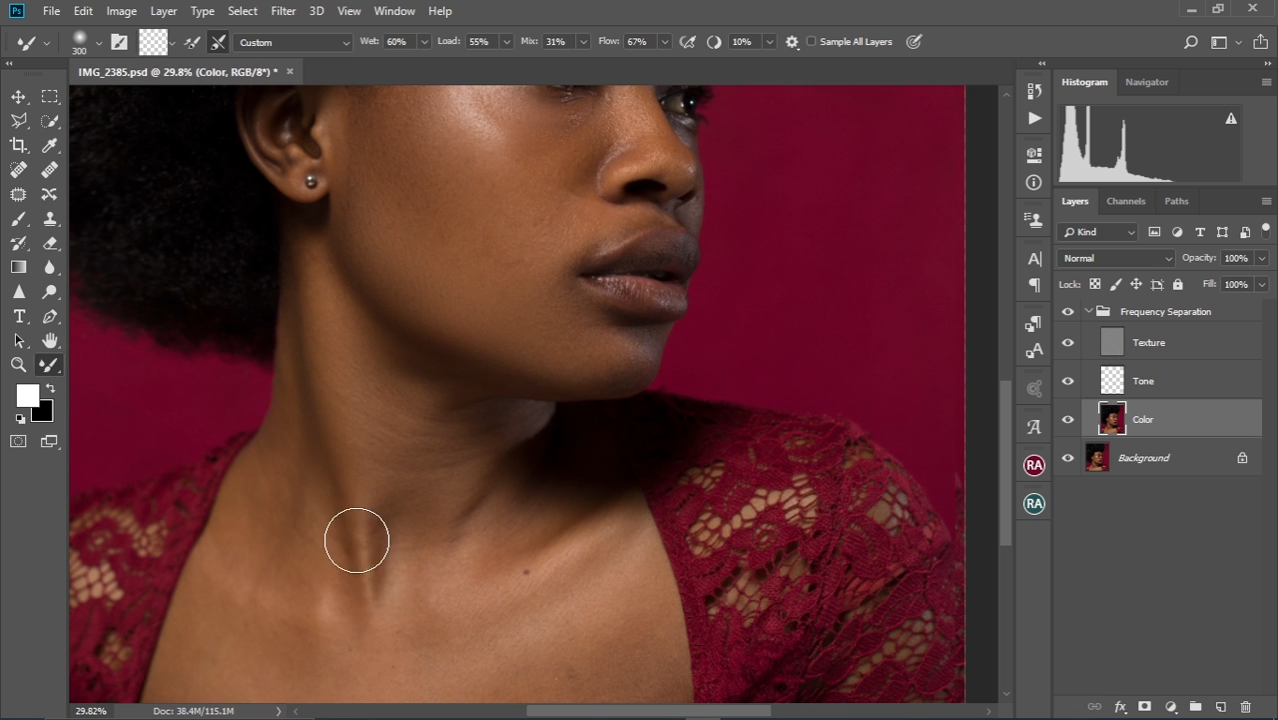 Ps File Edit Image Layer Type Select Filter 3D View Window Help
300 Custom Wet: 60% Load: 55% Mix: 31% Flow: 67% 10% Sample All Layers
IMG_2385.psd @ 29.8% (Color, RGB/8*) * ×
Histogram Navigator
Layers Channels Paths
Kind
Normal Opacity: 100%
Lock: Fill: 100%
Frequency Separation
Texture
Tone
Color
Background
RA
RA
29.82% Doc: 38.4M/115.1M